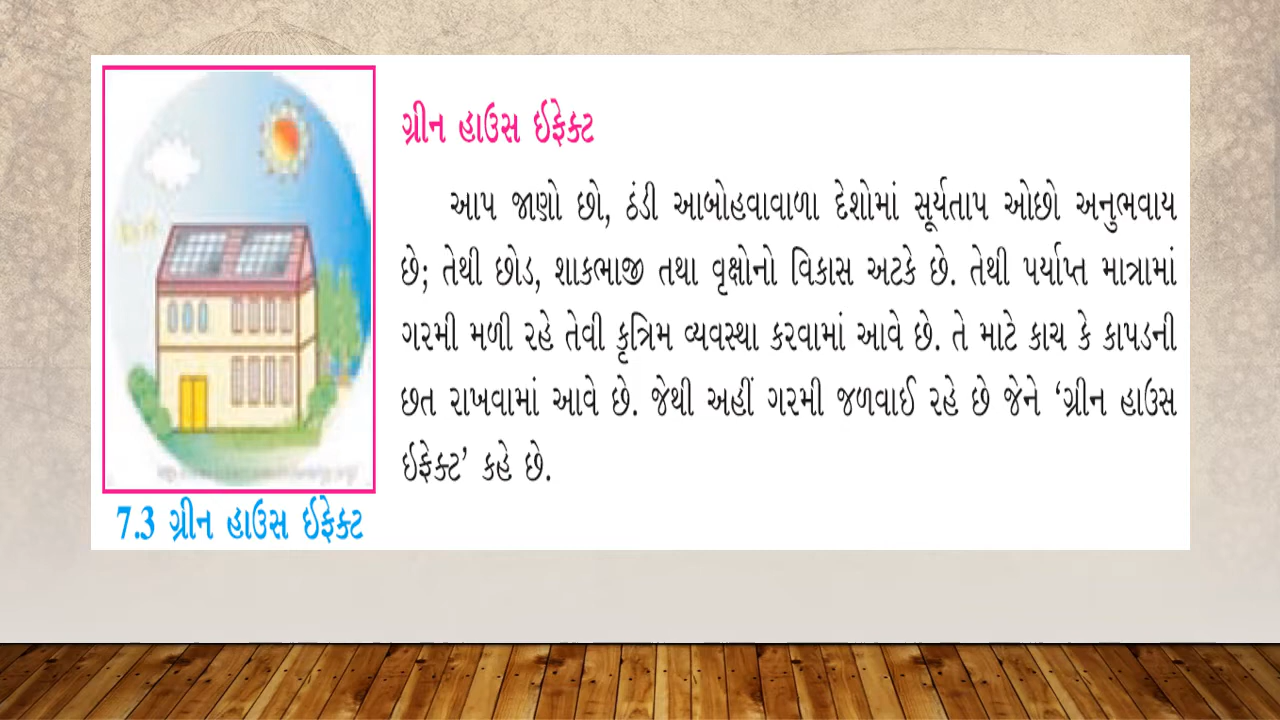 ગ્રીન હાઉસ ઈફેક્ટ
આપ જાણો છો, ઠંડી આબોહવાવાળા દેશોમાં સૂર્યતાપ ઓછો અનુભવાય
છે; તેથી છોડ, શાકભાજી તથા વૃક્ષોનો વિકાસ અટકે છે. તેથી પર્યાપ્ત માત્રામાં
ગરમી મળી રહે તેવી કૃત્રિમ વ્યવસ્થા કરવામાં આવે છે. તે માટે કાચ કે કાપડની
છત રાખવામાં આવે છે. જેથી અહીં ગરમી જળવાઈ રહે છે જેને ‘ગ્રીન હાઉસ
ઈફેક્ટ’ કહે છે.
7.3 ગ્રીન હાઉસ ઈફેક્ટ